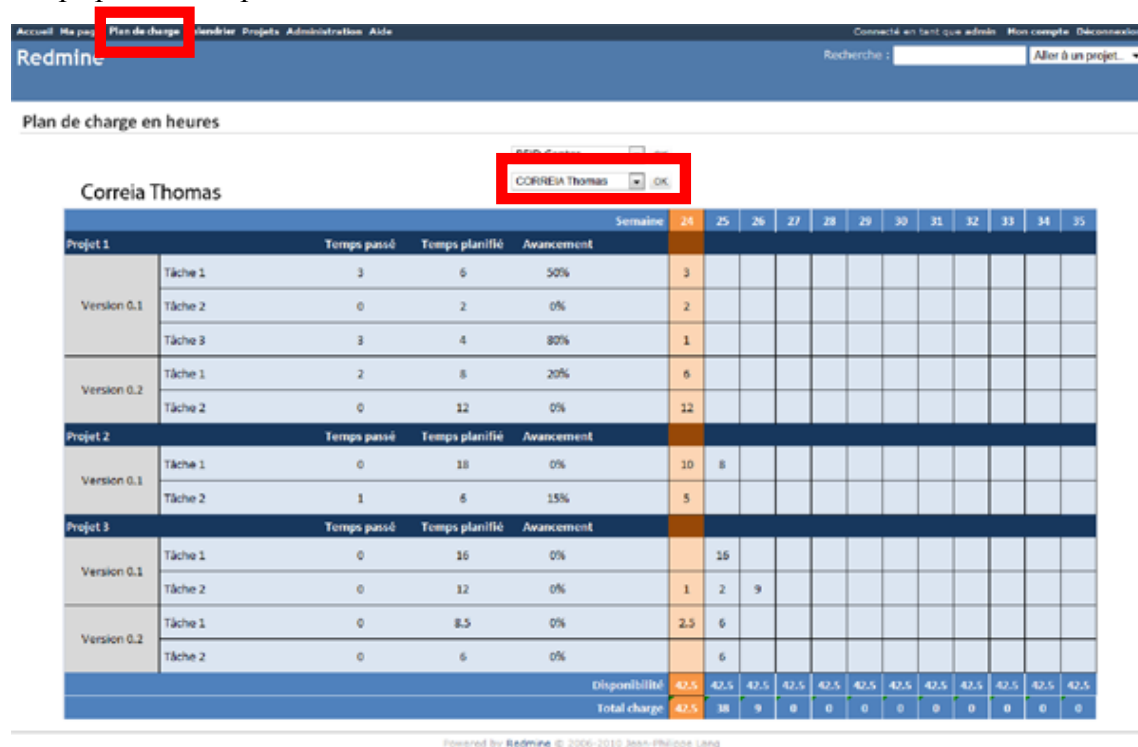 Accueil Ma page Plan de charge Calendrier Projets Administration Aide Connecté en tant que admin Mon compte Déconnexion
Redmine Recherche : Aller à un projet...
Plan de charge en heures
CORREIA Thomas OK
Correia Thomas
Semaine 24 25 26 27 28 29 30 31 32 33 34 35
Projet 1 Temps passé Temps planifié Avancement
Version 0.1
Tâche 1 3 6 50% 3
Tâche 2 0 2 0% 2
Tâche 3 3 4 80% 1
Version 0.2
Tâche 1 2 8 20% 6
Tâche 2 0 12 0% 12
Projet 2 Temps passé Temps planifié Avancement
Version 0.1
Tâche 1 0 18 0% 10 8
Tâche 2 1 6 15% 5
Projet 3 Temps passé Temps planifié Avancement
Version 0.1
Tâche 1 0 16 0% 16
Tâche 2 0 12 0% 1 2 9
Version 0.2
Tâche 1 0 8.5 0% 2.5 6
Tâche 2 0 6 0% 6
Disponibilité 42.5 42.5 42.5 42.5 42.5 42.5 42.5 42.5 42.5 42.5 42.5 42.5
Total charge 42.5 38 9 0 0 0 0 0 0 0 0 0
Powered by Redmine © 2006-2010 Jean-Philippe Lang